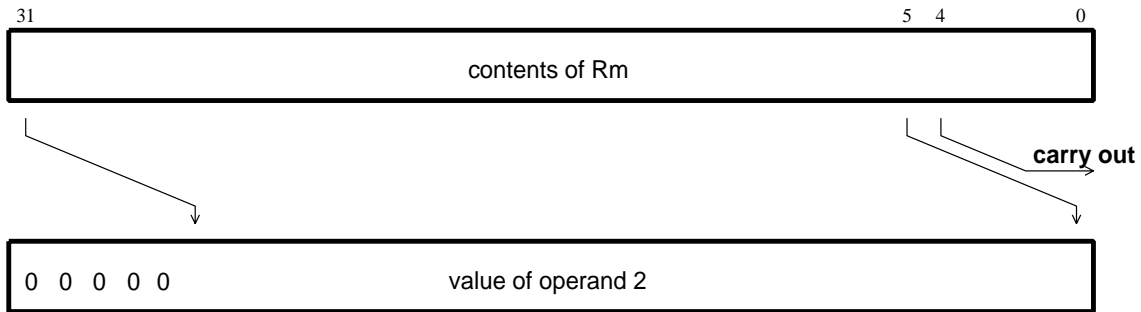 31 5 4 0
contents of Rm
carry out
0 0 0 0 0 value of operand 2